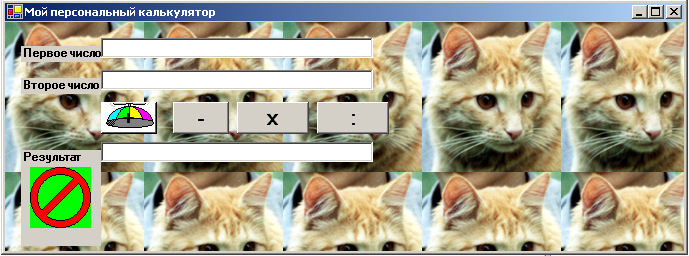 Мой персональный калькулятор
Первое число
Второе число
+ - x :
Результат